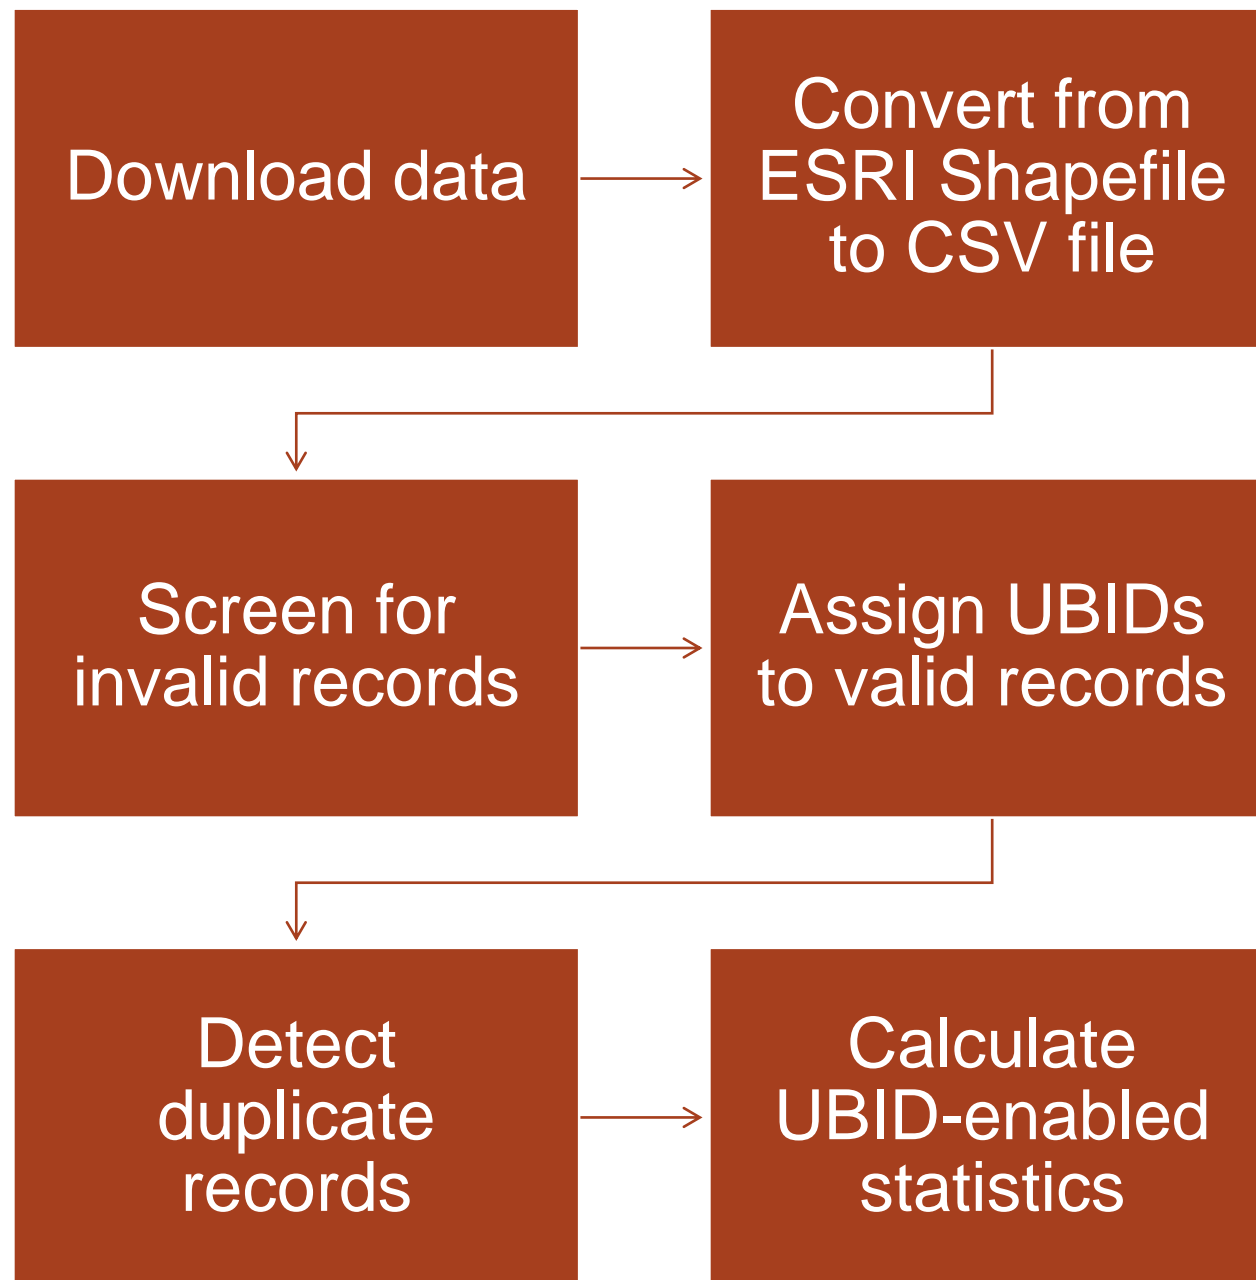 Download data
Convert from
ESRI Shapefile
to CSV file
Screen for
invalid records
Assign UBIDs
to valid records
Detect
duplicate
records
Calculate
UBID-enabled
statistics